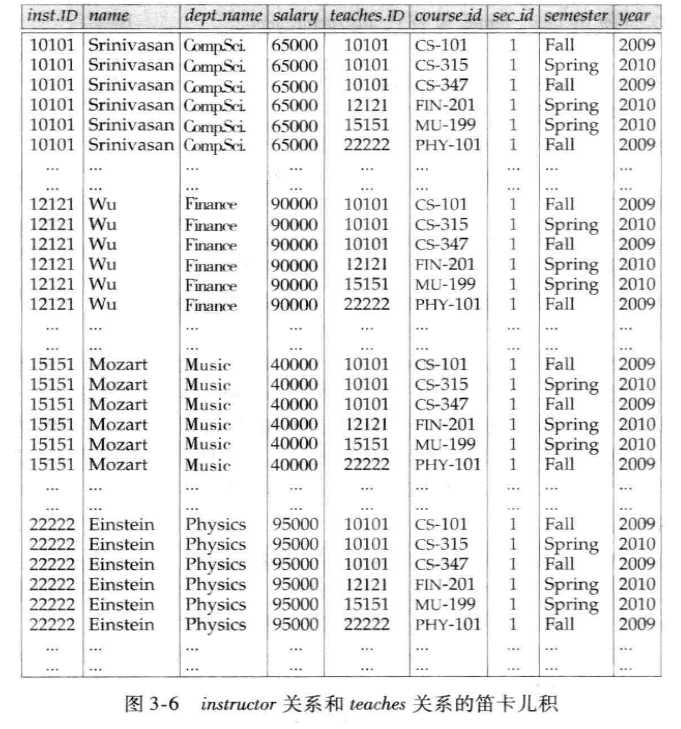 inst.ID name dept_name salary teaches.ID course_id sec_id semester year
10101 Srinivasan Comp.Sci. 65000 10101 CS-101 1 Fall 2009
10101 Srinivasan Comp.Sci. 65000 10101 CS-315 1 Spring 2010
10101 Srinivasan Comp.Sci. 65000 10101 CS-347 1 Fall 2009
10101 Srinivasan Comp.Sci. 65000 12121 FIN-201 1 Spring 2010
10101 Srinivasan Comp.Sci. 65000 15151 MU-199 1 Spring 2010
10101 Srinivasan Comp.Sci. 65000 22222 PHY-101 1 Fall 2009
... ... ... ... ... ... ... ... ...
... ... ... ... ... ... ... ... ...
12121 Wu Finance 90000 10101 CS-101 1 Fall 2009
12121 Wu Finance 90000 10101 CS-315 1 Spring 2010
12121 Wu Finance 90000 10101 CS-347 1 Fall 2009
12121 Wu Finance 90000 12121 FIN-201 1 Spring 2010
12121 Wu Finance 90000 15151 MU-199 1 Spring 2010
12121 Wu Finance 90000 22222 PHY-101 1 Fall 2009
... ... ... ... ... ... ... ... ...
... ... ... ... ... ... ... ... ...
15151 Mozart Music 40000 10101 CS-101 1 Fall 2009
15151 Mozart Music 40000 10101 CS-315 1 Spring 2010
15151 Mozart Music 40000 10101 CS-347 1 Fall 2009
15151 Mozart Music 40000 12121 FIN-201 1 Spring 2010
15151 Mozart Music 40000 15151 MU-199 1 Spring 2010
15151 Mozart Music 40000 22222 PHY-101 1 Fall 2009
... ... ... ... ... ... ... ... ...
... ... ... ... ... ... ... ... ...
22222 Einstein Physics 95000 10101 CS-101 1 Fall 2009
22222 Einstein Physics 95000 10101 CS-315 1 Spring 2010
22222 Einstein Physics 95000 10101 CS-347 1 Fall 2009
22222 Einstein Physics 95000 12121 FIN-201 1 Spring 2010
22222 Einstein Physics 95000 15151 MU-199 1 Spring 2010
22222 Einstein Physics 95000 22222 PHY-101 1 Fall 2009
... ... ... ... ... ... ... ... ...
... ... ... ... ... ... ... ... ...
图 3-6 instructor 关系和 teaches 关系的笛卡儿积